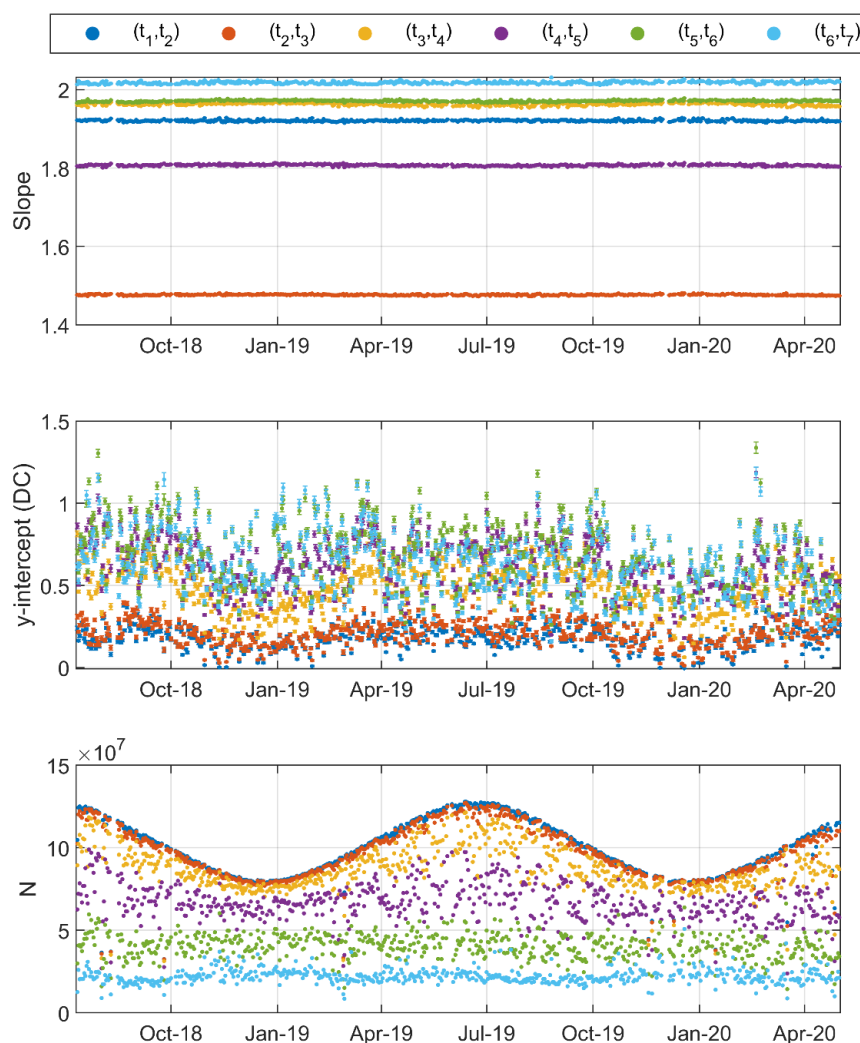 (t₁,t₂) (t₂,t₃) (t₃,t₄) (t₄,t₅) (t₅,t₆) (t₆,t₇)
2
1.8
1.6
1.4
Slope
Oct-18 Jan-19 Apr-19 Jul-19 Oct-19 Jan-20 Apr-20
1.5
1
0.5
0
y-intercept (DC)
Oct-18 Jan-19 Apr-19 Jul-19 Oct-19 Jan-20 Apr-20
×10⁷
15
10
5
0
N
Oct-18 Jan-19 Apr-19 Jul-19 Oct-19 Jan-20 Apr-20